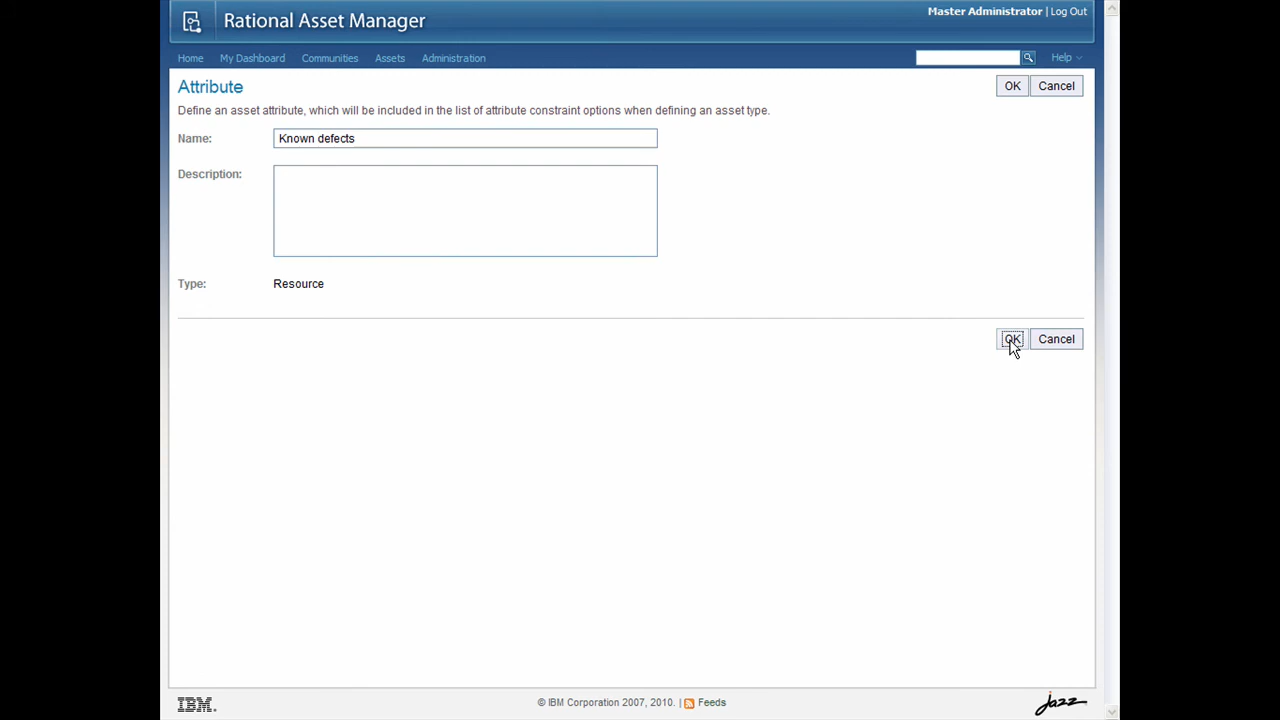 Rational Asset Manager
Master Administrator | Log Out
Home My Dashboard Communities Assets Administration Help
Attribute OK Cancel
Define an asset attribute, which will be included in the list of attribute constraint options when defining an asset type.
Name: Known defects
Description:
Type: Resource
OK Cancel
IBM. © IBM Corporation 2007, 2010. | Feeds jazz